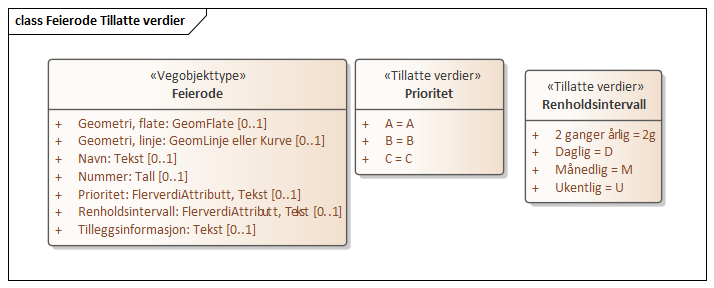 class Feierode Tillatte verdier
«Vegobjekttype»
Feierode
+ Geometri, flate: GeomFlate [0..1]
+ Geometri, linje: GeomLinje eller Kurve [0..1]
+ Navn: Tekst [0..1]
+ Nummer: Tall [0..1]
+ Prioritet: FlerverdiAttributt, Tekst [0..1]
+ Renholdsintervall: FlerverdiAttributt, Tekst [0..1]
+ Tilleggsinformasjon: Tekst [0..1]
«Tillatte verdier»
Prioritet
+ A = A
+ B = B
+ C = C
«Tillatte verdier»
Renholdsintervall
+ 2 ganger årlig = 2g
+ Daglig = D
+ Månedlig = M
+ Ukentlig = U